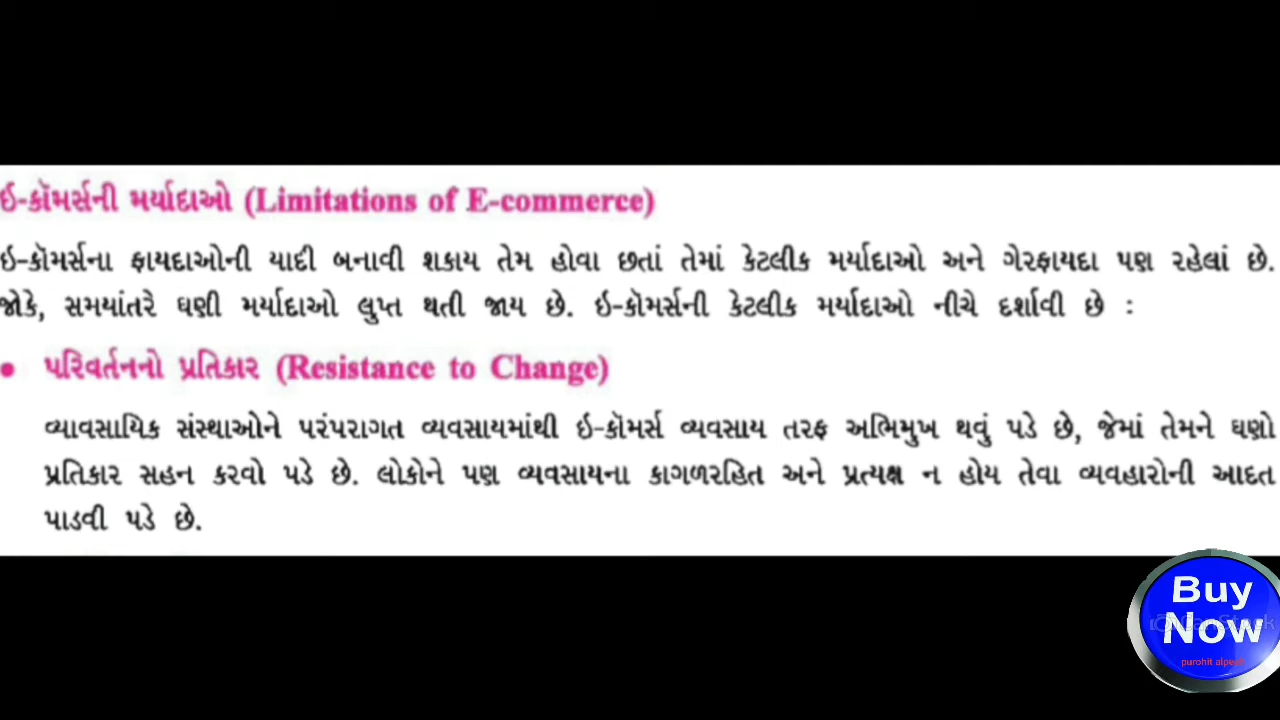 ઇ-કૉમર્સની મર્યાદાઓ (Limitations of E-commerce)
ઇ-કૉમર્સના ફાયદાઓની યાદી બનાવી શકાય તેમ હોવા છતાં તેમાં કેટલીક મર્યાદાઓ અને ગેરફાયદા પણ રહેલાં છે.
જોકે, સમયાંતરે ઘણી મર્યાદાઓ લુપ્ત થતી જાય છે. ઇ-કૉમર્સની કેટલીક મર્યાદાઓ નીચે દર્શાવી છે :
• પરિવર્તનનો પ્રતિકાર (Resistance to Change)
વ્યાવસાયિક સંસ્થાઓને પરંપરાગત વ્યવસાયમાંથી ઇ-કૉમર્સ વ્યવસાય તરફ અભિમુખ થવું પડે છે, જેમાં તેમને ઘણો
પ્રતિકાર સહન કરવો પડે છે. લોકોને પણ વ્યવસાયના કાગળરહિત અને પ્રત્યક્ષ ન હોય તેવા વ્યવહારોની આદત
પાડવી પડે છે.
Buy
Now
purohit